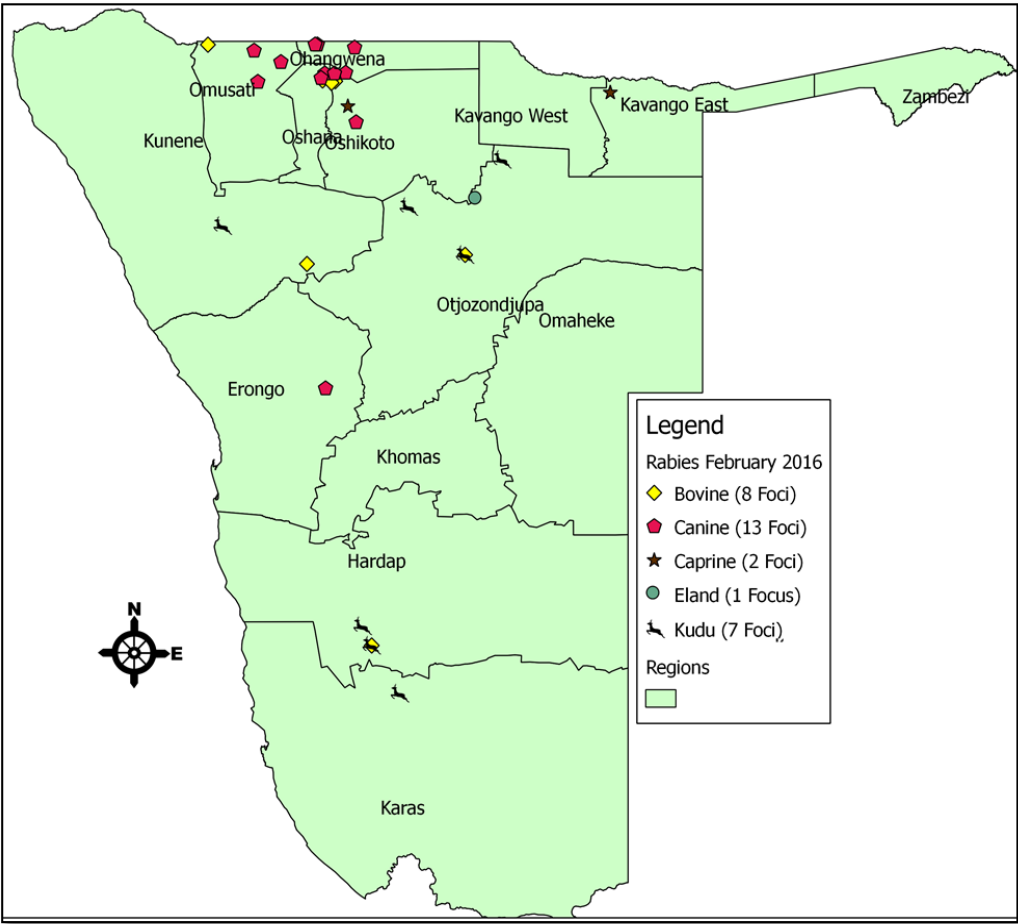 Ohangwena
Omusati
Zambezi
Kavango East
Kavango West
Kunene
Oshana
Oshikoto
Otjozondjupa
Omaheke
Erongo
Khomas
Hardap
Karas
N
E
Legend
Rabies February 2016
Bovine (8 Foci)
Canine (13 Foci)
Caprine (2 Foci)
Eland (1 Focus)
Kudu (7 Foci),
Regions